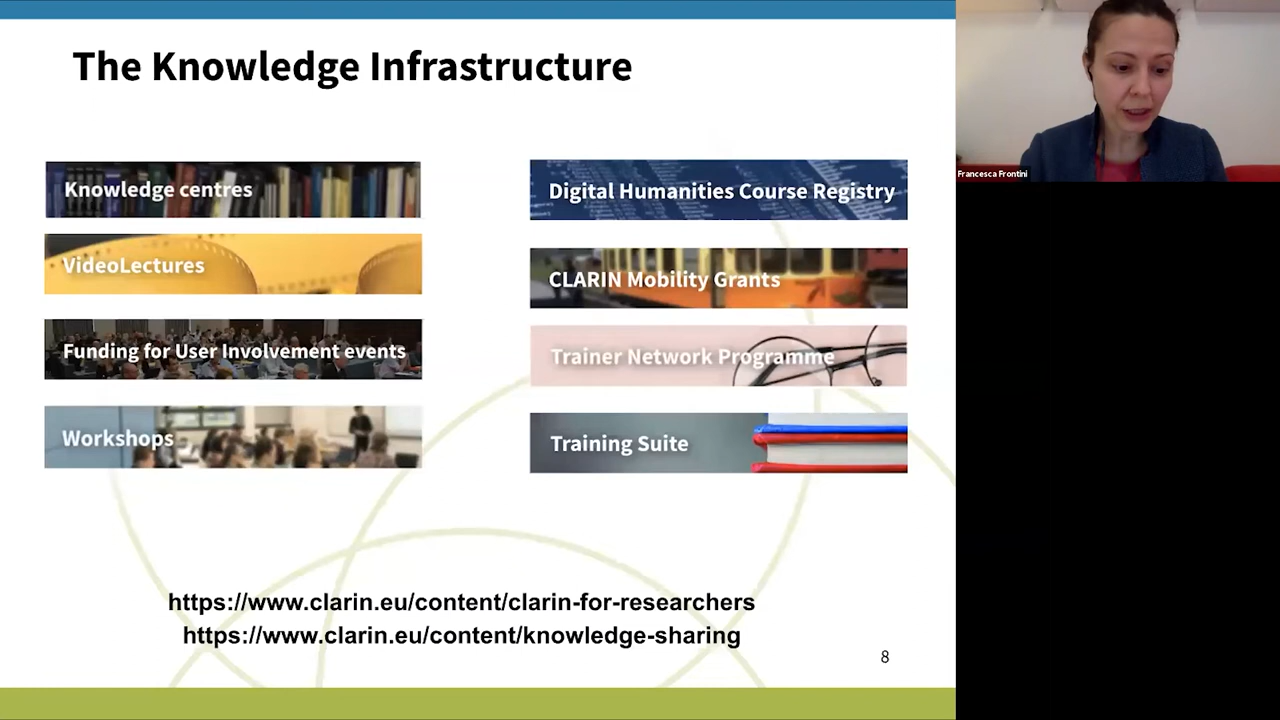 The Knowledge Infrastructure
Knowledge centres
VideoLectures
Funding for User Involvement events
Workshops
Digital Humanities Course Registry
CLARIN Mobility Grants
Trainer Network Programme
Training Suite
https://www.clarin.eu/content/clarin-for-researchers
https://www.clarin.eu/content/knowledge-sharing
8
Francesca Frontini